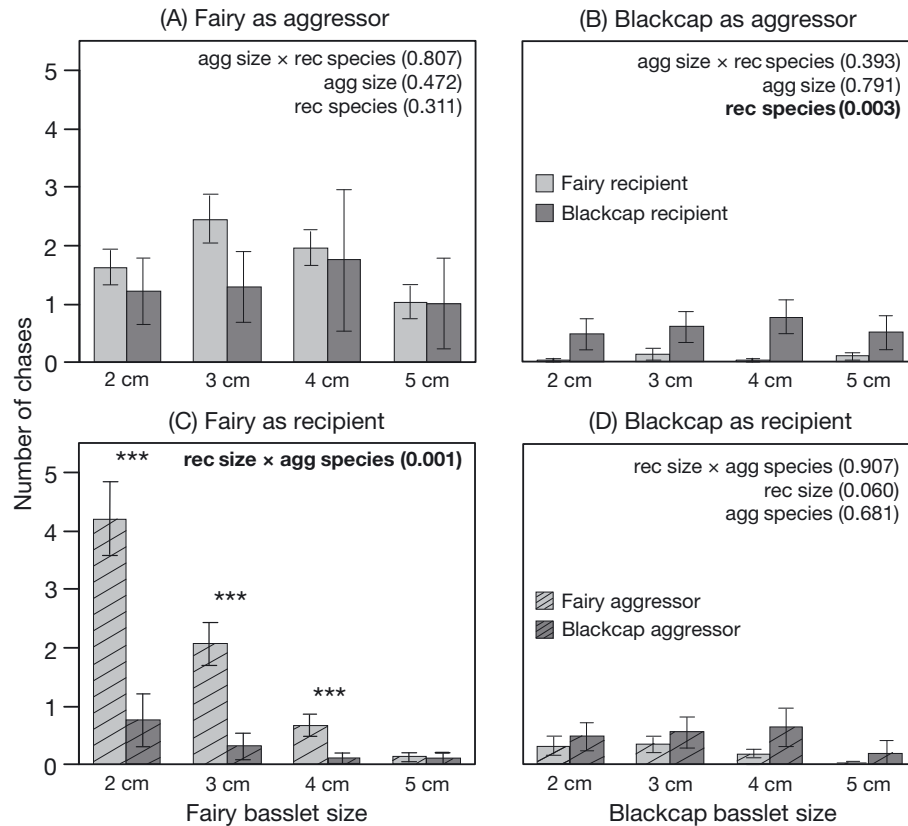 (A) Fairy as aggressor
5
4
3
2
1
0
agg size × rec species (0.807)
agg size (0.472)
rec species (0.311)
2 cm 3 cm 4 cm 5 cm
(B) Blackcap as aggressor
agg size × rec species (0.393)
agg size (0.791)
rec species (0.003)
Fairy recipient
Blackcap recipient
2 cm 3 cm 4 cm 5 cm
Number of chases
(C) Fairy as recipient
5
4
3
2
1
0
rec size × agg species (0.001)
***
***
***
2 cm 3 cm 4 cm 5 cm
Fairy basslet size
(D) Blackcap as recipient
rec size × agg species (0.907)
rec size (0.060)
agg species (0.681)
Fairy aggressor
Blackcap aggressor
2 cm 3 cm 4 cm 5 cm
Blackcap basslet size